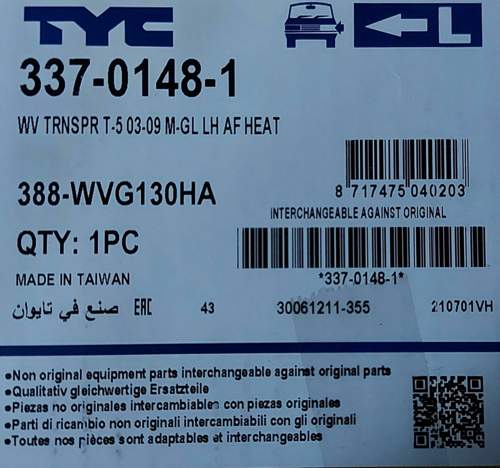 TYC
L
337-0148-1
WV TRNSPR T-5 03-09 M-GL LH AF HEAT
388-WVG130HA
8 717475 040203
INTERCHANGEABLE AGAINST ORIGINAL
QTY: 1PC
MADE IN TAIWAN
*337-0148-1*
صنع في تايوان EAC 43 30061211-355 210701VH
•Non original equipment parts interchangeable against original parts
•Qualitativ gleichwertige Ersatzteile
•Piezas no originales intercambiables con piezas originales
•Parti di ricambio non originali intercambiabili con gli originali
•Toutes nos pièces sont adaptables et interchangeables